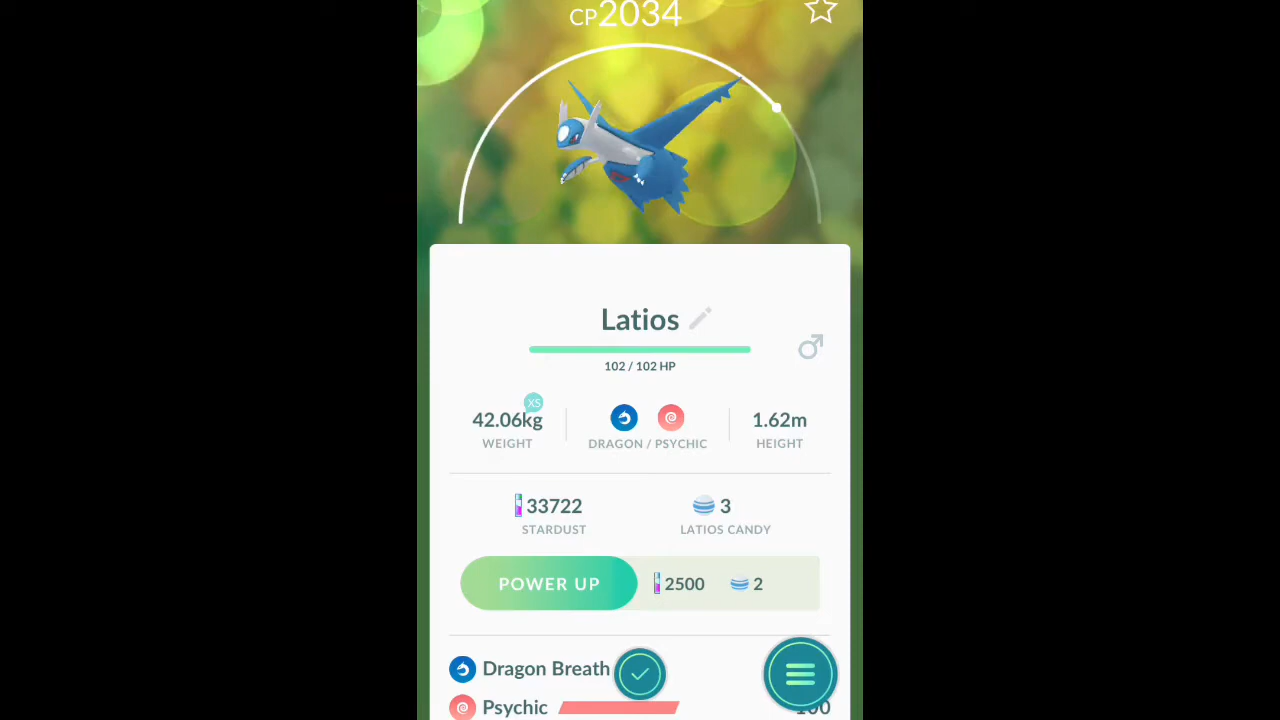 CP2034
Latios
102 / 102 HP
XS
42.06kg 1.62m
WEIGHT DRAGON / PSYCHIC HEIGHT
33722 3
STARDUST LATIOS CANDY
POWER UP 2500 2
Dragon Breath
Psychic 100